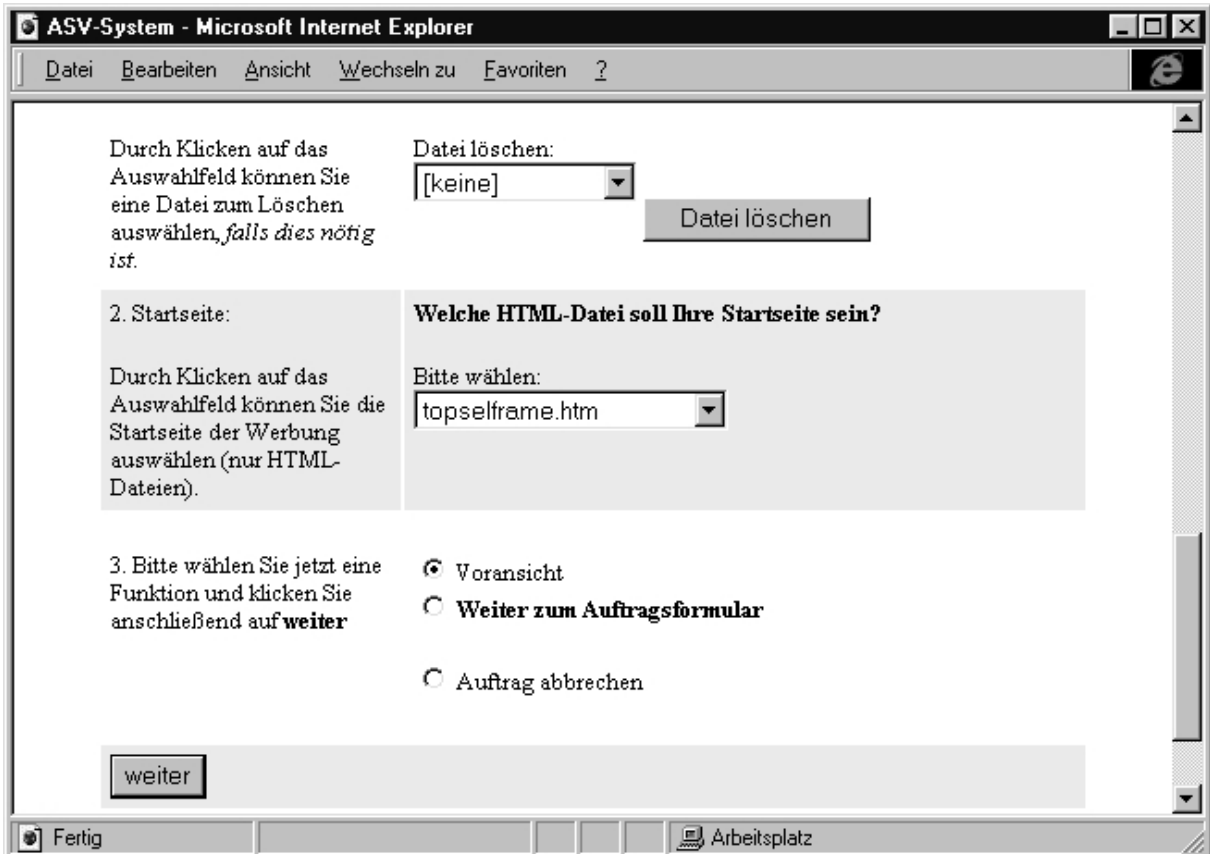 ASV-System - Microsoft Internet Explorer
Datei Bearbeiten Ansicht Wechseln zu Favoriten ?
Durch Klicken auf das
Auswahlfeld können Sie
eine Datei zum Löschen
auswählen, falls dies nötig
ist.
Datei löschen:
[keine]
Datei löschen
2. Startseite:
Welche HTML-Datei soll Ihre Startseite sein?
Durch Klicken auf das
Auswahlfeld können Sie die
Startseite der Werbung
auswählen (nur HTML-
Dateien).
Bitte wählen:
topselframe.htm
3. Bitte wählen Sie jetzt eine
Funktion und klicken Sie
anschließend auf weiter
Voransicht
Weiter zum Auftragsformular
Auftrag abbrechen
weiter
Fertig
Arbeitsplatz